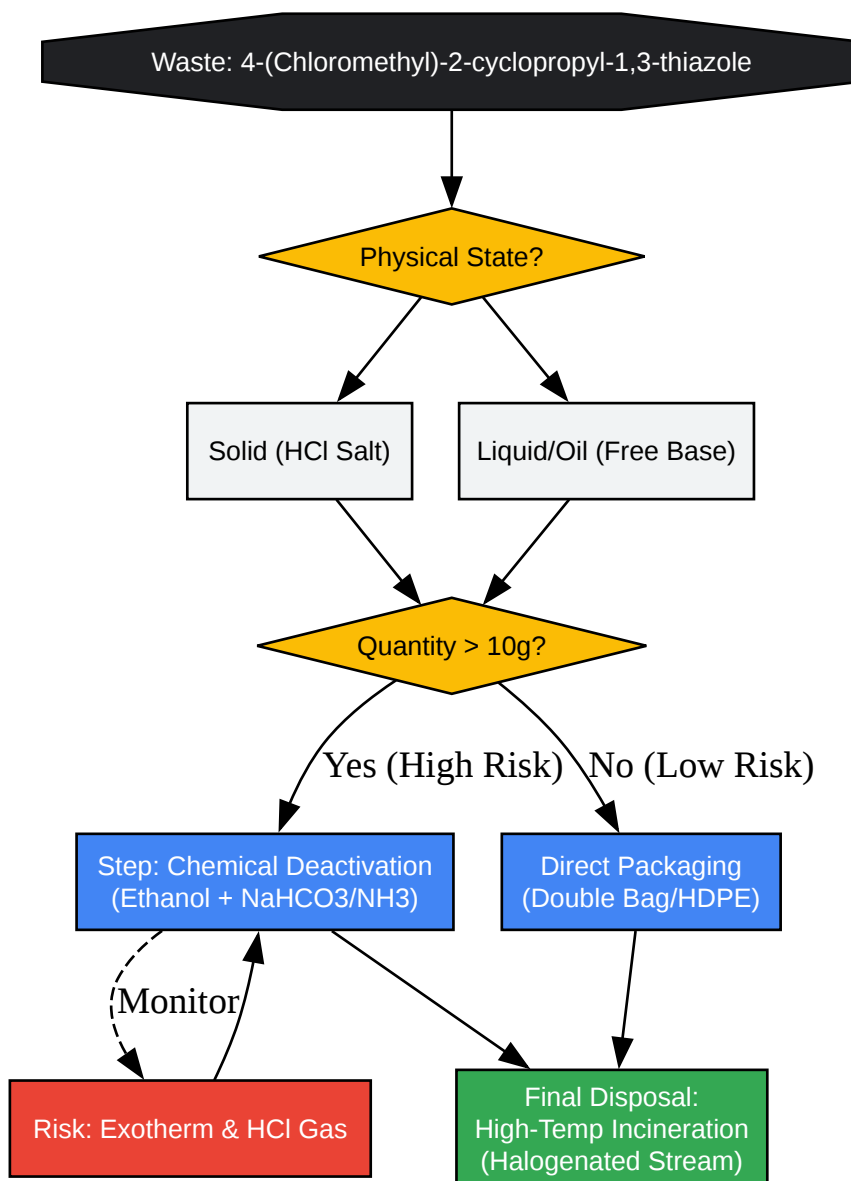 Waste: 4-(Chloromethyl)-2-cyclopropyl-1,3-thiazole
Physical State?
Solid (HCl Salt)
Liquid/Oil (Free Base)
Quantity > 10g?
Yes (High Risk)
No (Low Risk)
Step: Chemical Deactivation
(Ethanol + NaHCO3/NH3)
Direct Packaging
(Double Bag/HDPE)
Monitor
Risk: Exotherm & HCl Gas
Final Disposal:
High-Temp Incineration
(Halogenated Stream)